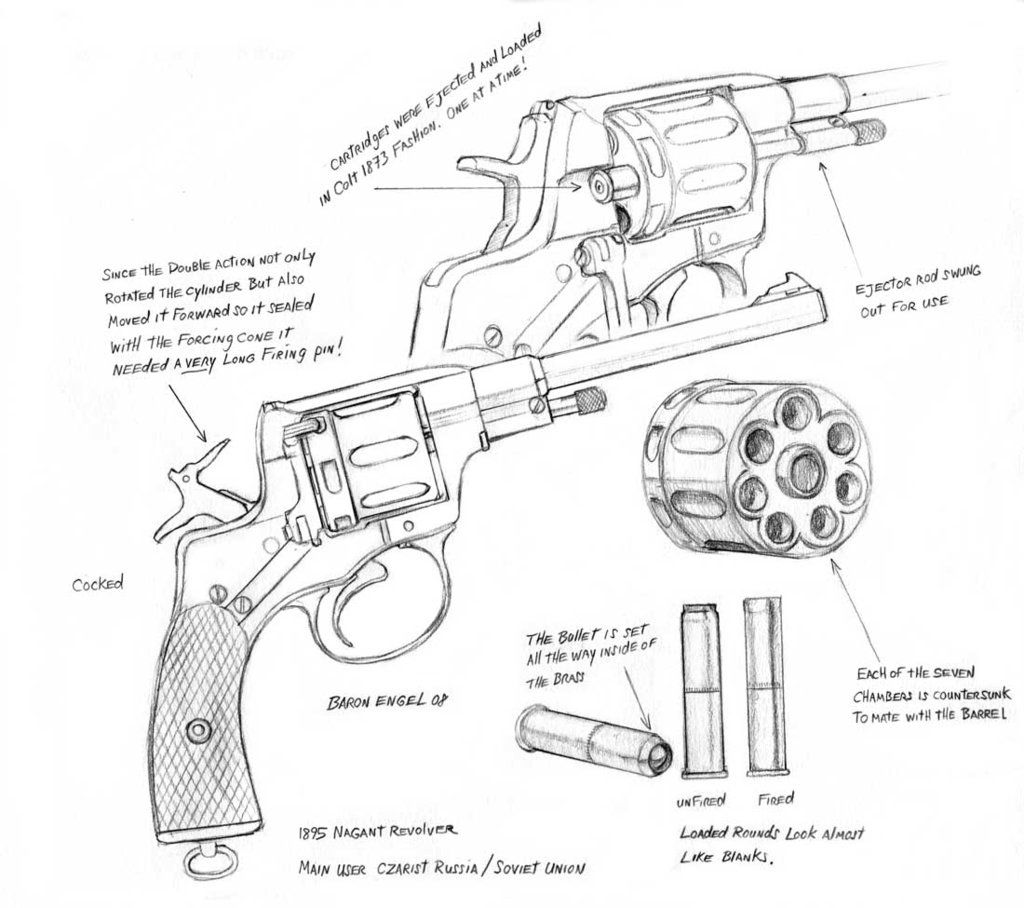 CARTRIDGES WERE EJECTED AND LOADED
IN COLT 1873 FASHION. ONE AT A TIME!
SINCE THE DOUBLE ACTION NOT ONLY
ROTATED THE CYLINDER BUT ALSO
MOVED IT FORWARD SO IT SEALED
WITH THE FORCING CONE IT
NEEDED A VERY LONG FIRING PIN!
EJECTOR ROD SWUNG
OUT FOR USE
COCKED
THE BULLET IS SET
ALL THE WAY INSIDE OF
THE BRASS
EACH OF THE SEVEN
CHAMBERS IS COUNTERSUNK
TO MATE WITH THE BARREL
BARON ENGEL 08
UNFIRED
FIRED
1895 NAGANT REVOLVER
MAIN USER CZARIST RUSSIA/SOVIET UNION
LOADED ROUNDS LOOK ALMOST
LIKE BLANKS.